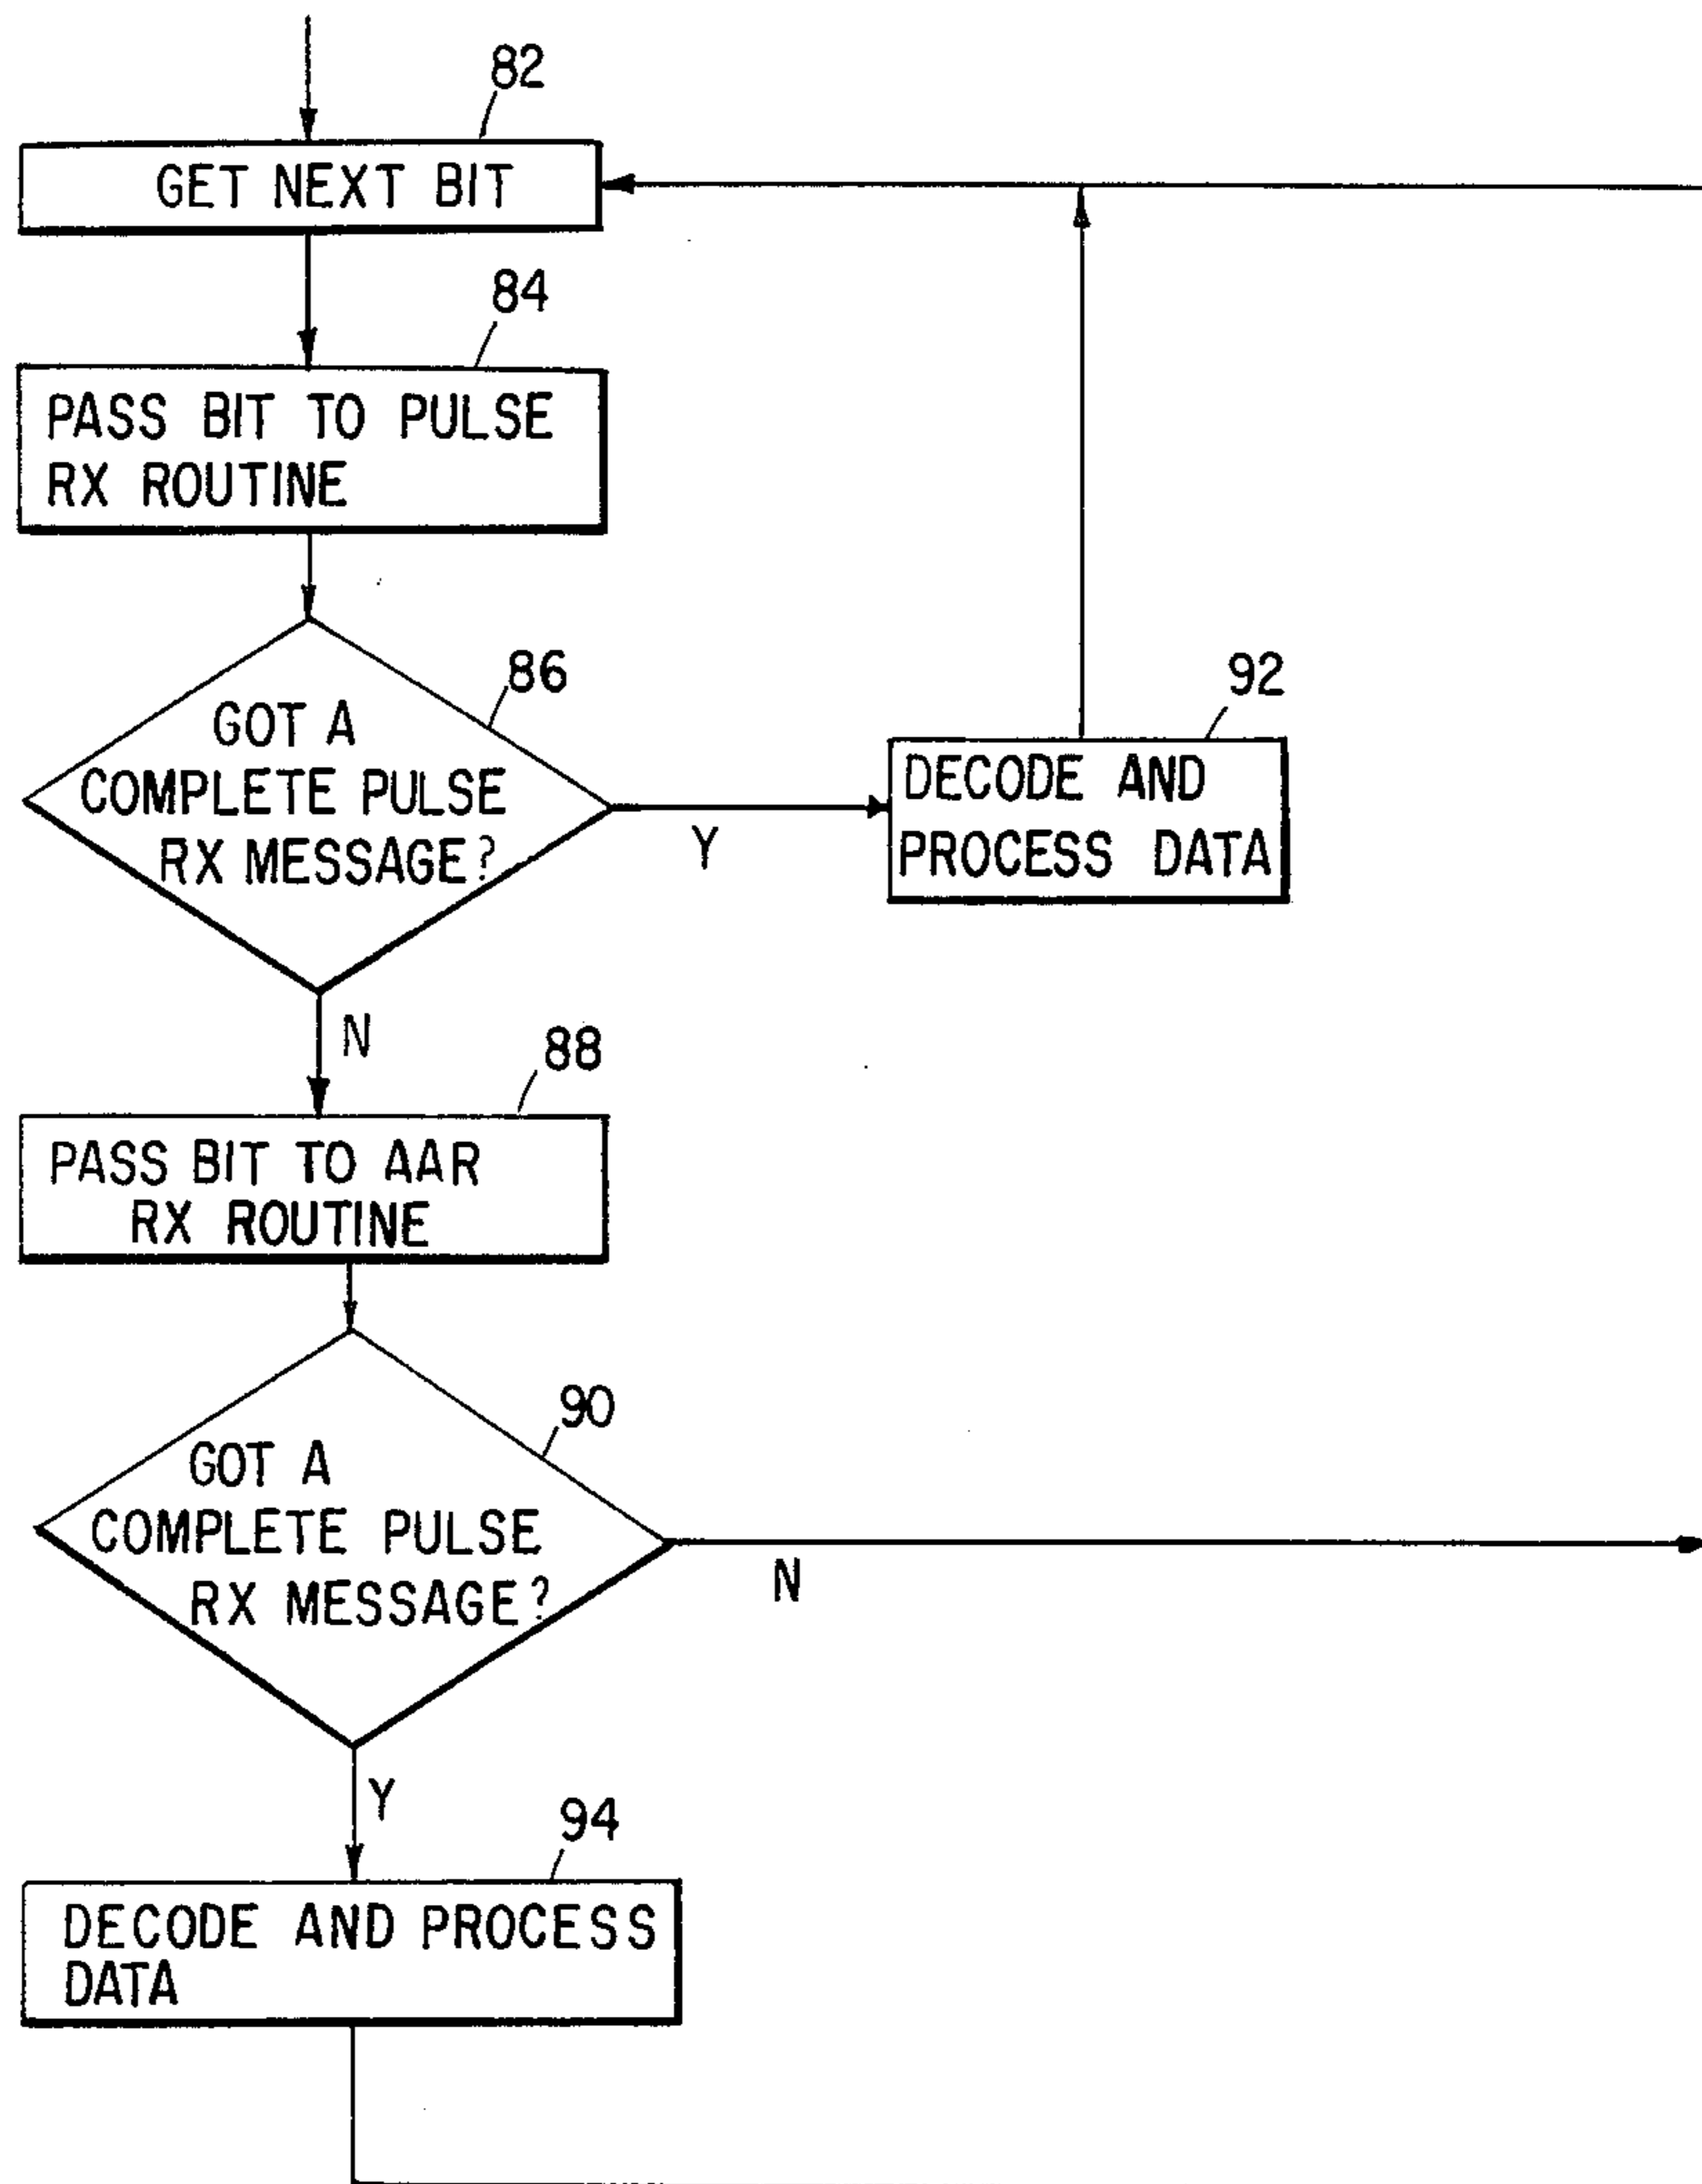 82
GET NEXT BIT
84
PASS BIT TO PULSE
RX ROUTINE
86
GOT A
COMPLETE PULSE
RX MESSAGE?
Y
92
DECODE AND
PROCESS DATA
N
88
PASS BIT TO AAR
RX ROUTINE
90
GOT A
COMPLETE PULSE
RX MESSAGE?
N
Y
94
DECODE AND PROCESS
DATA